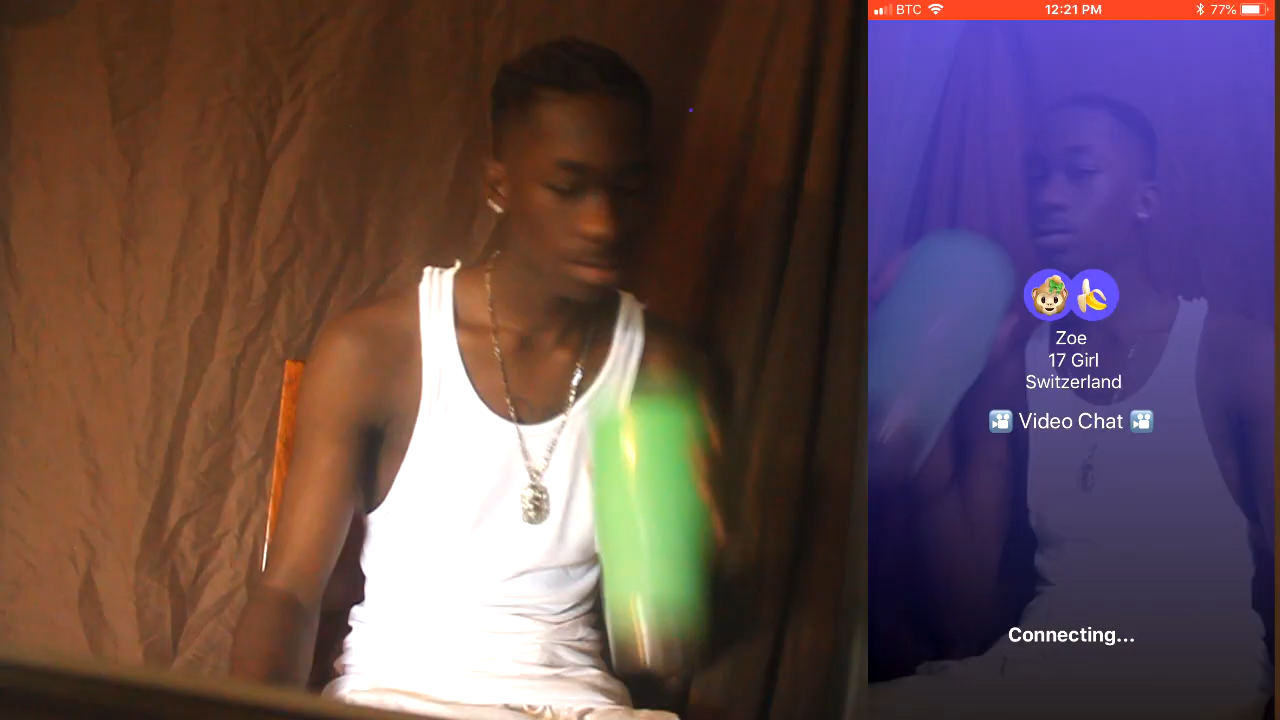 BTC 12:21 PM 77%
Zoe
17 Girl
Switzerland
Video Chat
Connecting...